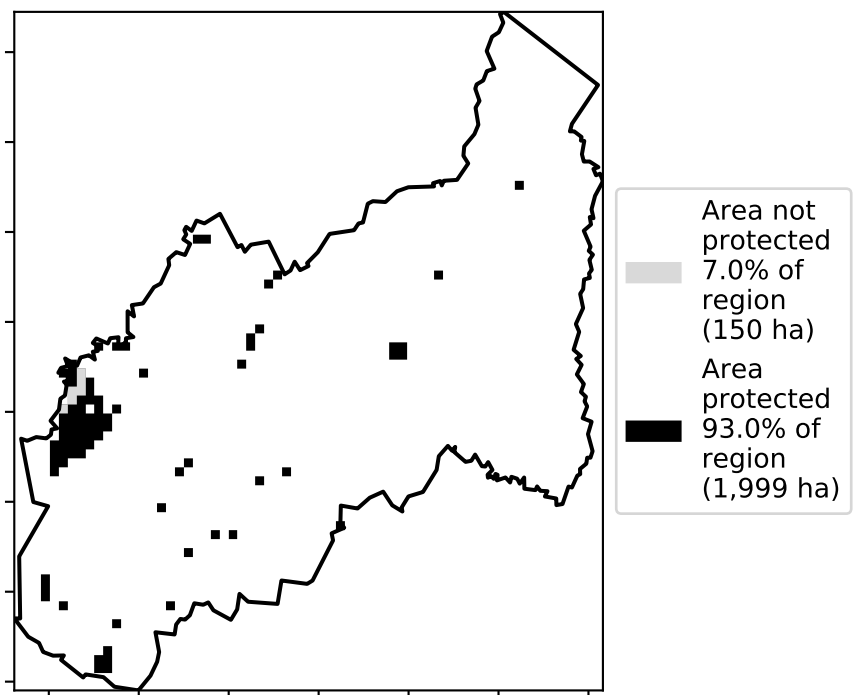 Area not
protected
7.0% of
region
(150 ha)
Area
protected
93.0% of
region
(1,999 ha)